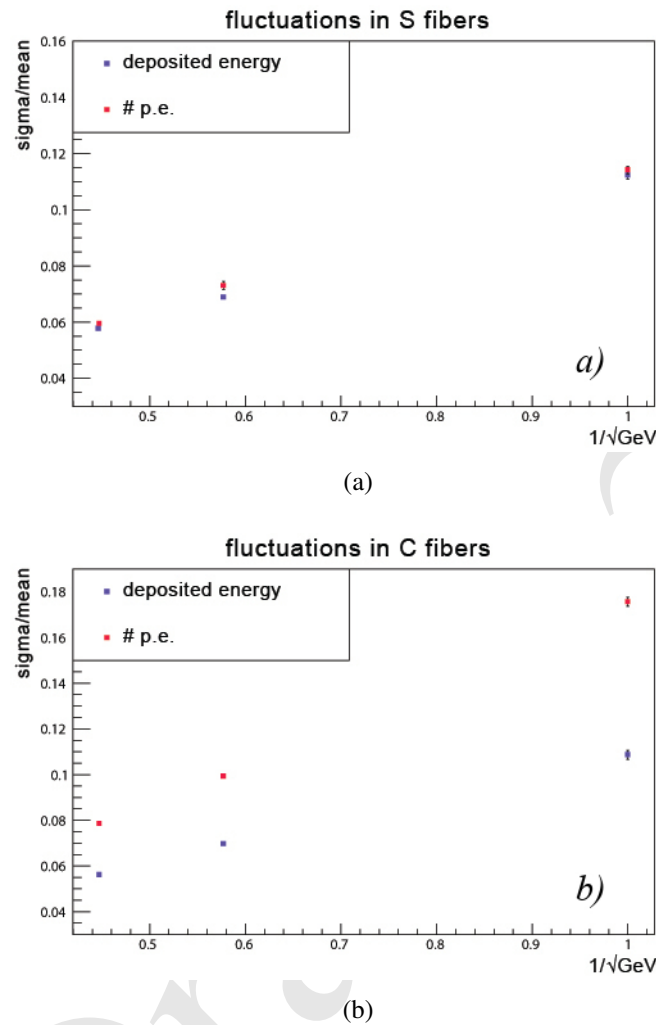 fluctuations in S fibers
sigma/mean
0.16
0.14
0.12
0.1
0.08
0.06
0.04
deposited energy
# p.e.
a)
0.5 0.6 0.7 0.8 0.9 1
1/√GeV
(a)
fluctuations in C fibers
sigma/mean
0.18
0.16
0.14
0.12
0.1
0.08
0.06
0.04
deposited energy
# p.e.
b)
0.5 0.6 0.7 0.8 0.9 1
1/√GeV
(b)